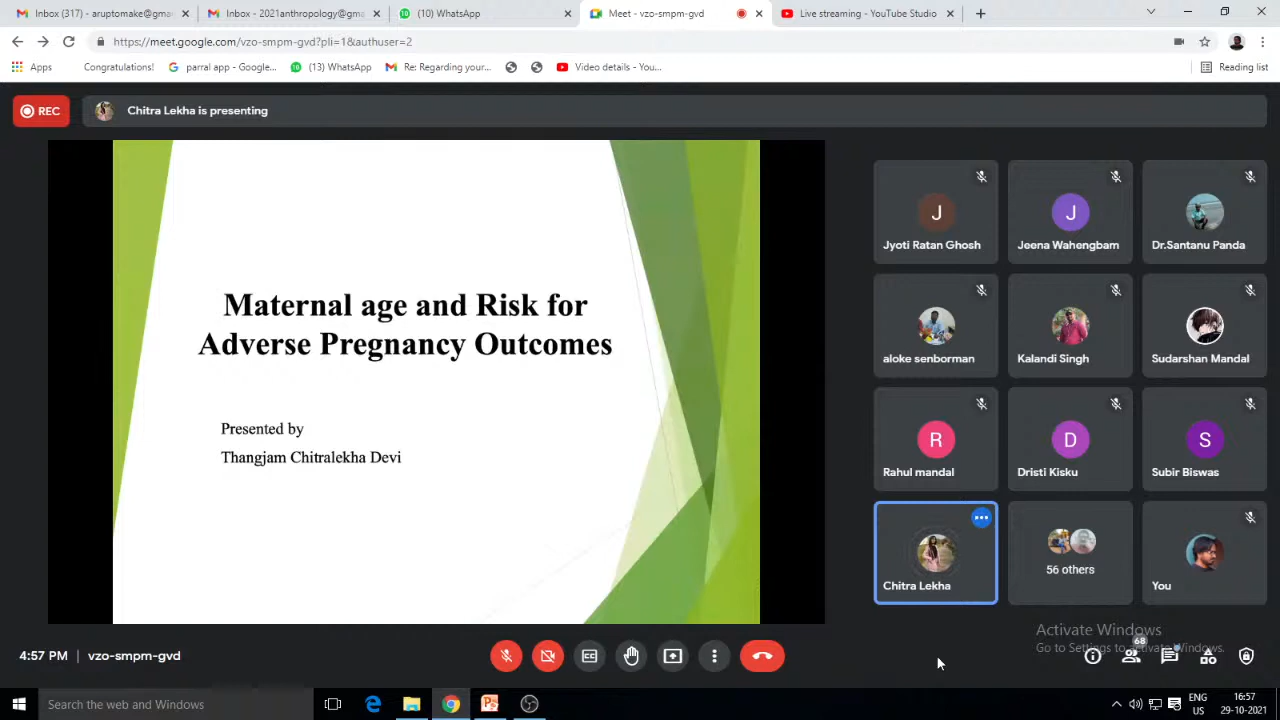 Inbox (317) - aruptomake@gmai
Inbox - 2021anthropology@gma
(10) WhatsApp
Meet - vzo-smpm-gvd
Live streaming - YouTube Studio
https://meet.google.com/vzo-smpm-gvd?pli=1&authuser=2
Apps
Congratulations!
parral app - Google...
(13) WhatsApp
Re: Regarding your...
Video details - You...
Reading list
REC
Chitra Lekha is presenting
Maternal age and Risk for
Adverse Pregnancy Outcomes
Presented by
Thangjam Chitralekha Devi
J
Jyoti Ratan Ghosh
J
Jeena Wahengbam
Dr.Santanu Panda
aloke senborman
Kalandi Singh
Sudarshan Mandal
R
Rahul mandal
D
Dristi Kisku
S
Subir Biswas
Chitra Lekha
56 others
You
Activate Windows
Go to Settings to activate Windows.
4:57 PM | vzo-smpm-gvd
68
Search the web and Windows
ENG
US
16:57
29-10-2021